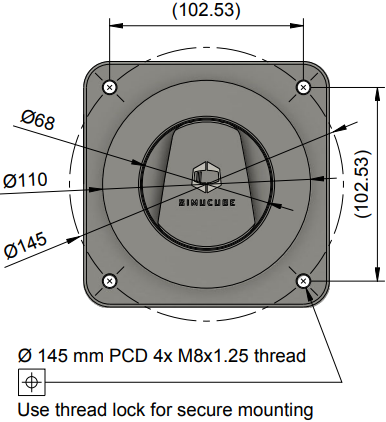 (102.53)
Ø68
(102.53)
Ø110
SIMUCUBE
Ø145
Ø 145 mm PCD 4x M8x1.25 thread
Use thread lock for secure mounting